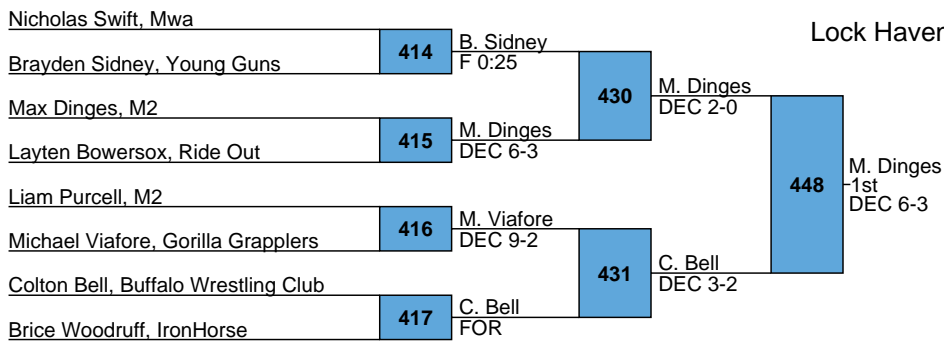 Nicholas Swift, Mwa
Brayden Sidney, Young Guns
Max Dinges, M2
Layten Bowersox, Ride Out
Liam Purcell, M2
Michael Viafore, Gorilla Grapplers
Colton Bell, Buffalo Wrestling Club
Brice Woodruff, IronHorse
414
415
416
417
B. Sidney
F 0:25
M. Dinges
DEC 6-3
M. Viafore
DEC 9-2
C. Bell
FOR
430
431
M. Dinges
DEC 2-0
C. Bell
DEC 3-2
448
M. Dinges
1st
DEC 6-3
Lock Haven